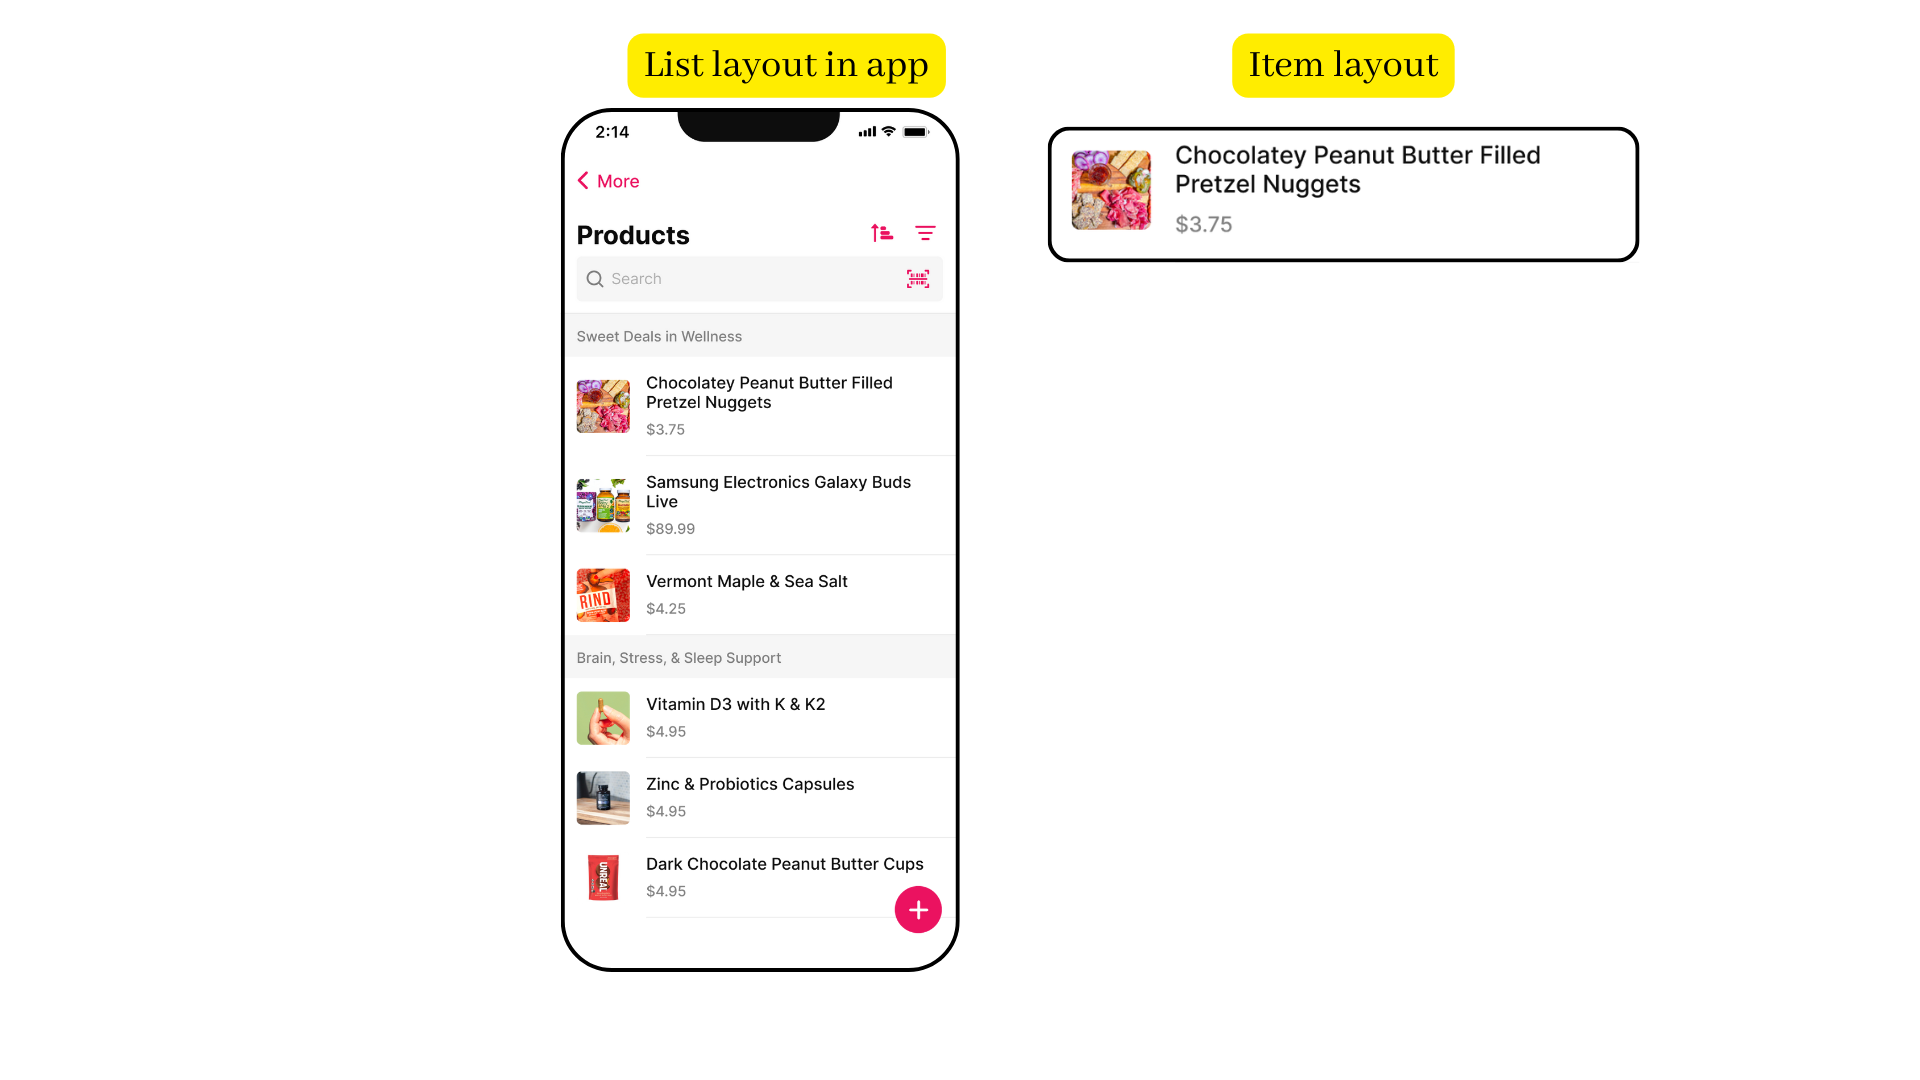 List layout in app
Item layout
2:14
More
Products
Search
Sweet Deals in Wellness
Chocolatey Peanut Butter Filled
Pretzel Nuggets
$3.75
Samsung Electronics Galaxy Buds
Live
$89.99
RIND
Vermont Maple & Sea Salt
$4.25
Brain, Stress, & Sleep Support
Vitamin D3 with K & K2
$4.95
Zinc & Probiotics Capsules
$4.95
UNREAL
Dark Chocolate Peanut Butter Cups
$4.95
Chocolatey Peanut Butter Filled
Pretzel Nuggets
$3.75